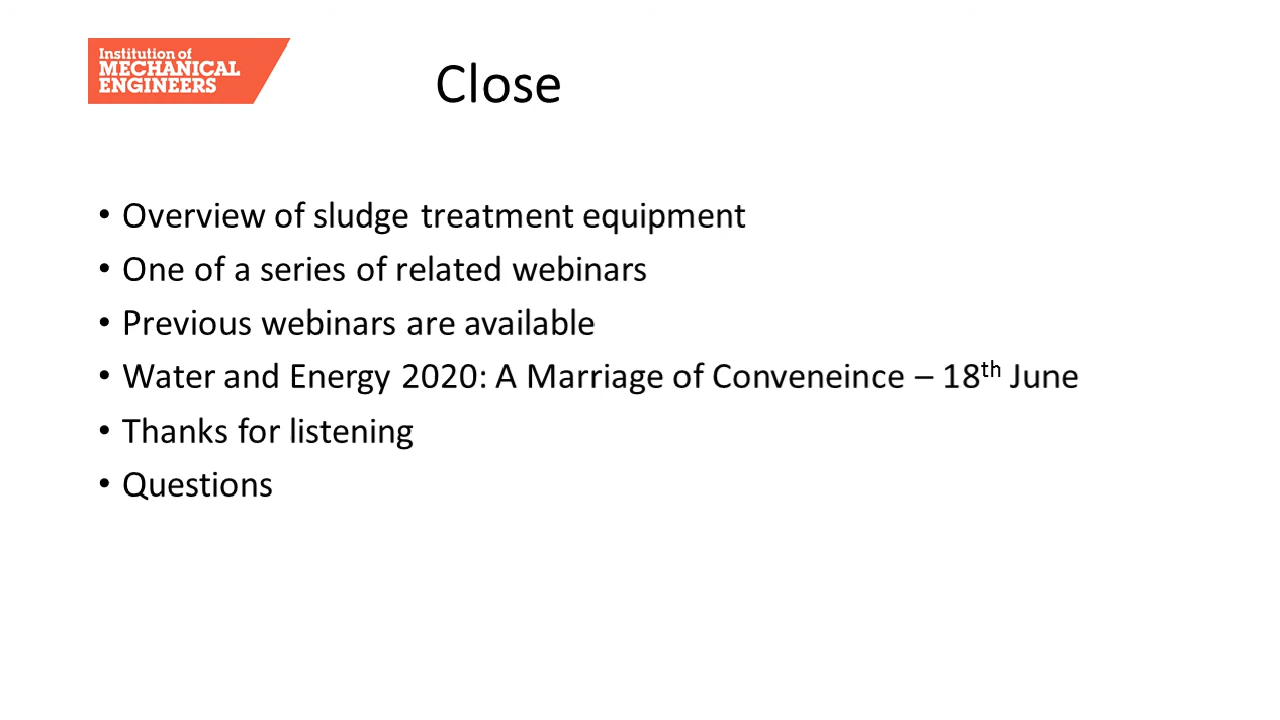 Institution of
MECHANICAL
ENGINEERS
Close
• Overview of sludge treatment equipment
• One of a series of related webinars
• Previous webinars are available
• Water and Energy 2020: A Marriage of Conveneince – 18th June
• Thanks for listening
• Questions